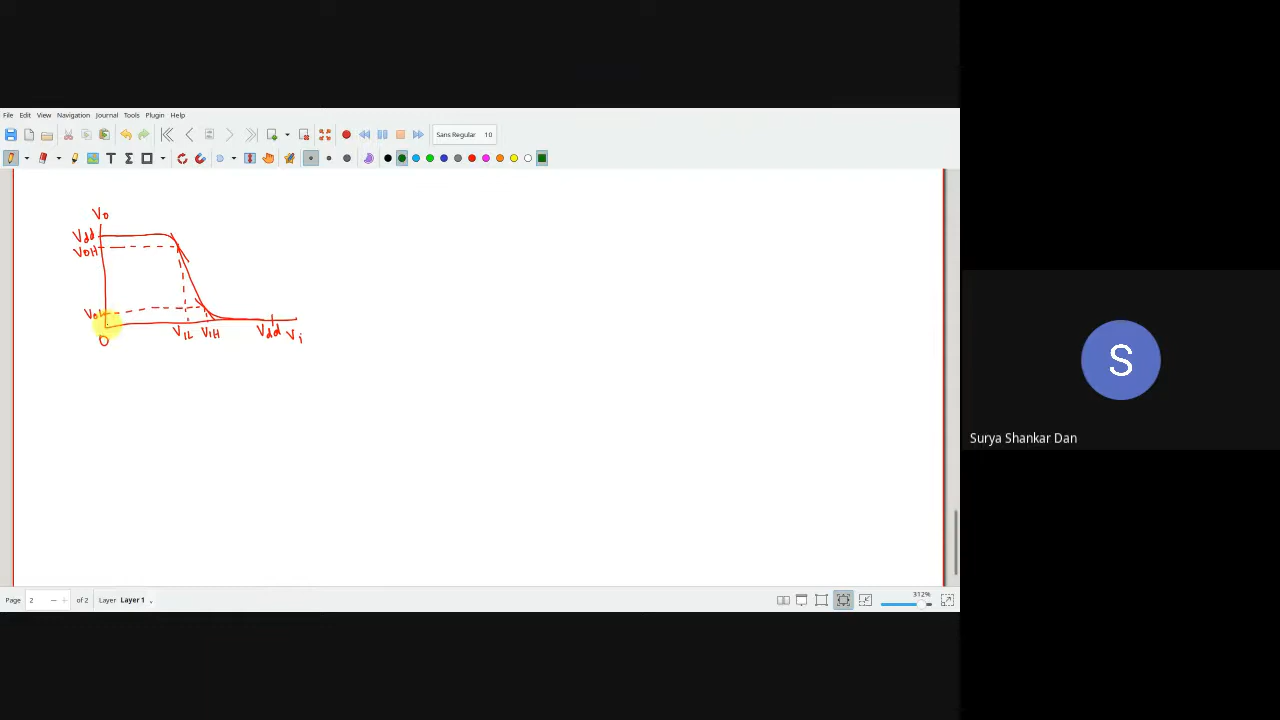 File Edit View Navigation Journal Tools Plugin Help
Sans Regular 10
Vo
Vdd
VOH
VOL
VIL VIH Vdd Vi
O
S
Surya Shankar Dan
Page 2 of 2 Layer Layer 1
312%